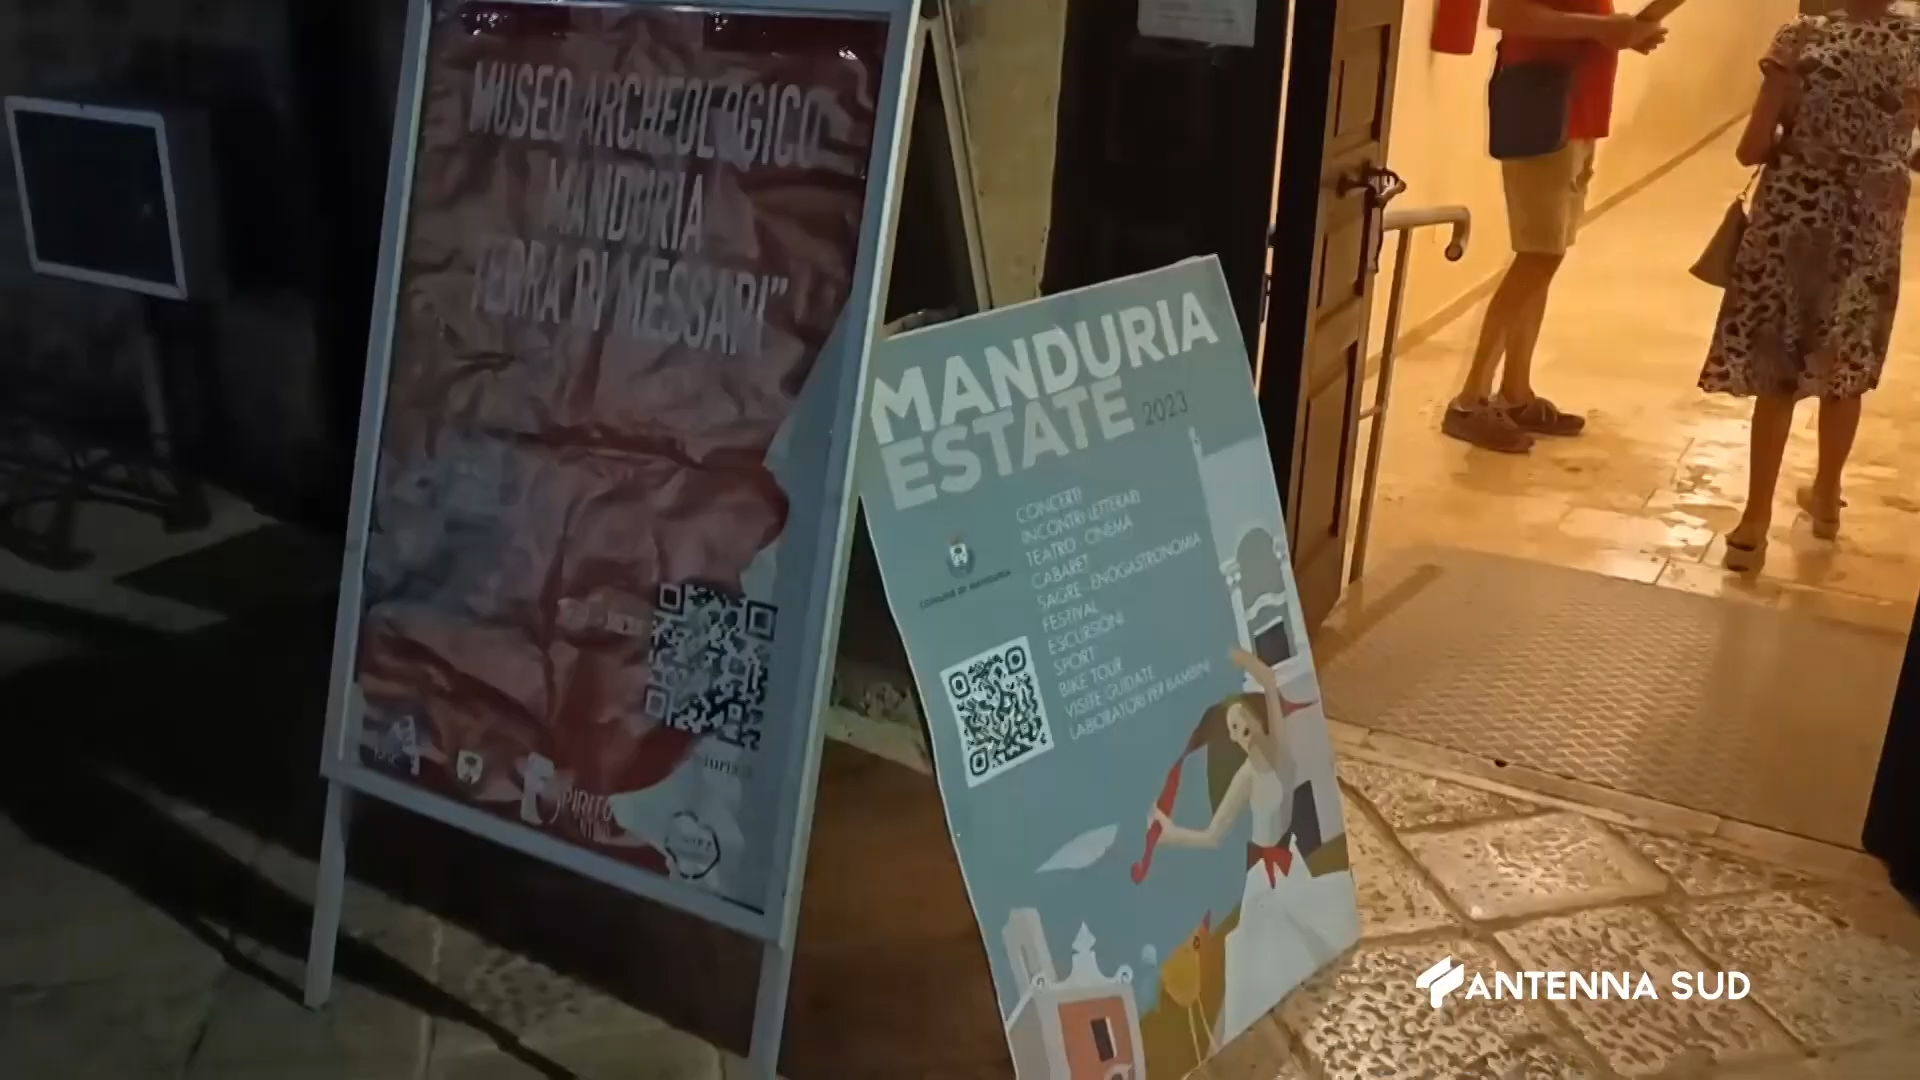 MUSEO ARCHEOLOGICO
MANDURIA
TERRA DI MESSAPI"
SPIRITO
MANDURIA
ESTATE 2023
CONCERTI
INCONTRI LETTERARI
TEATRO CINEMA
CABARET
SAGRE ENOGASTRONOMIA
FESTIVAL
ESCURSIONI
SPORT
BIKE TOUR
VISITE GUIDATE
LABORATORI PER BAMBINI
COMUNE DI MANDURIA
ANTENNA SUD